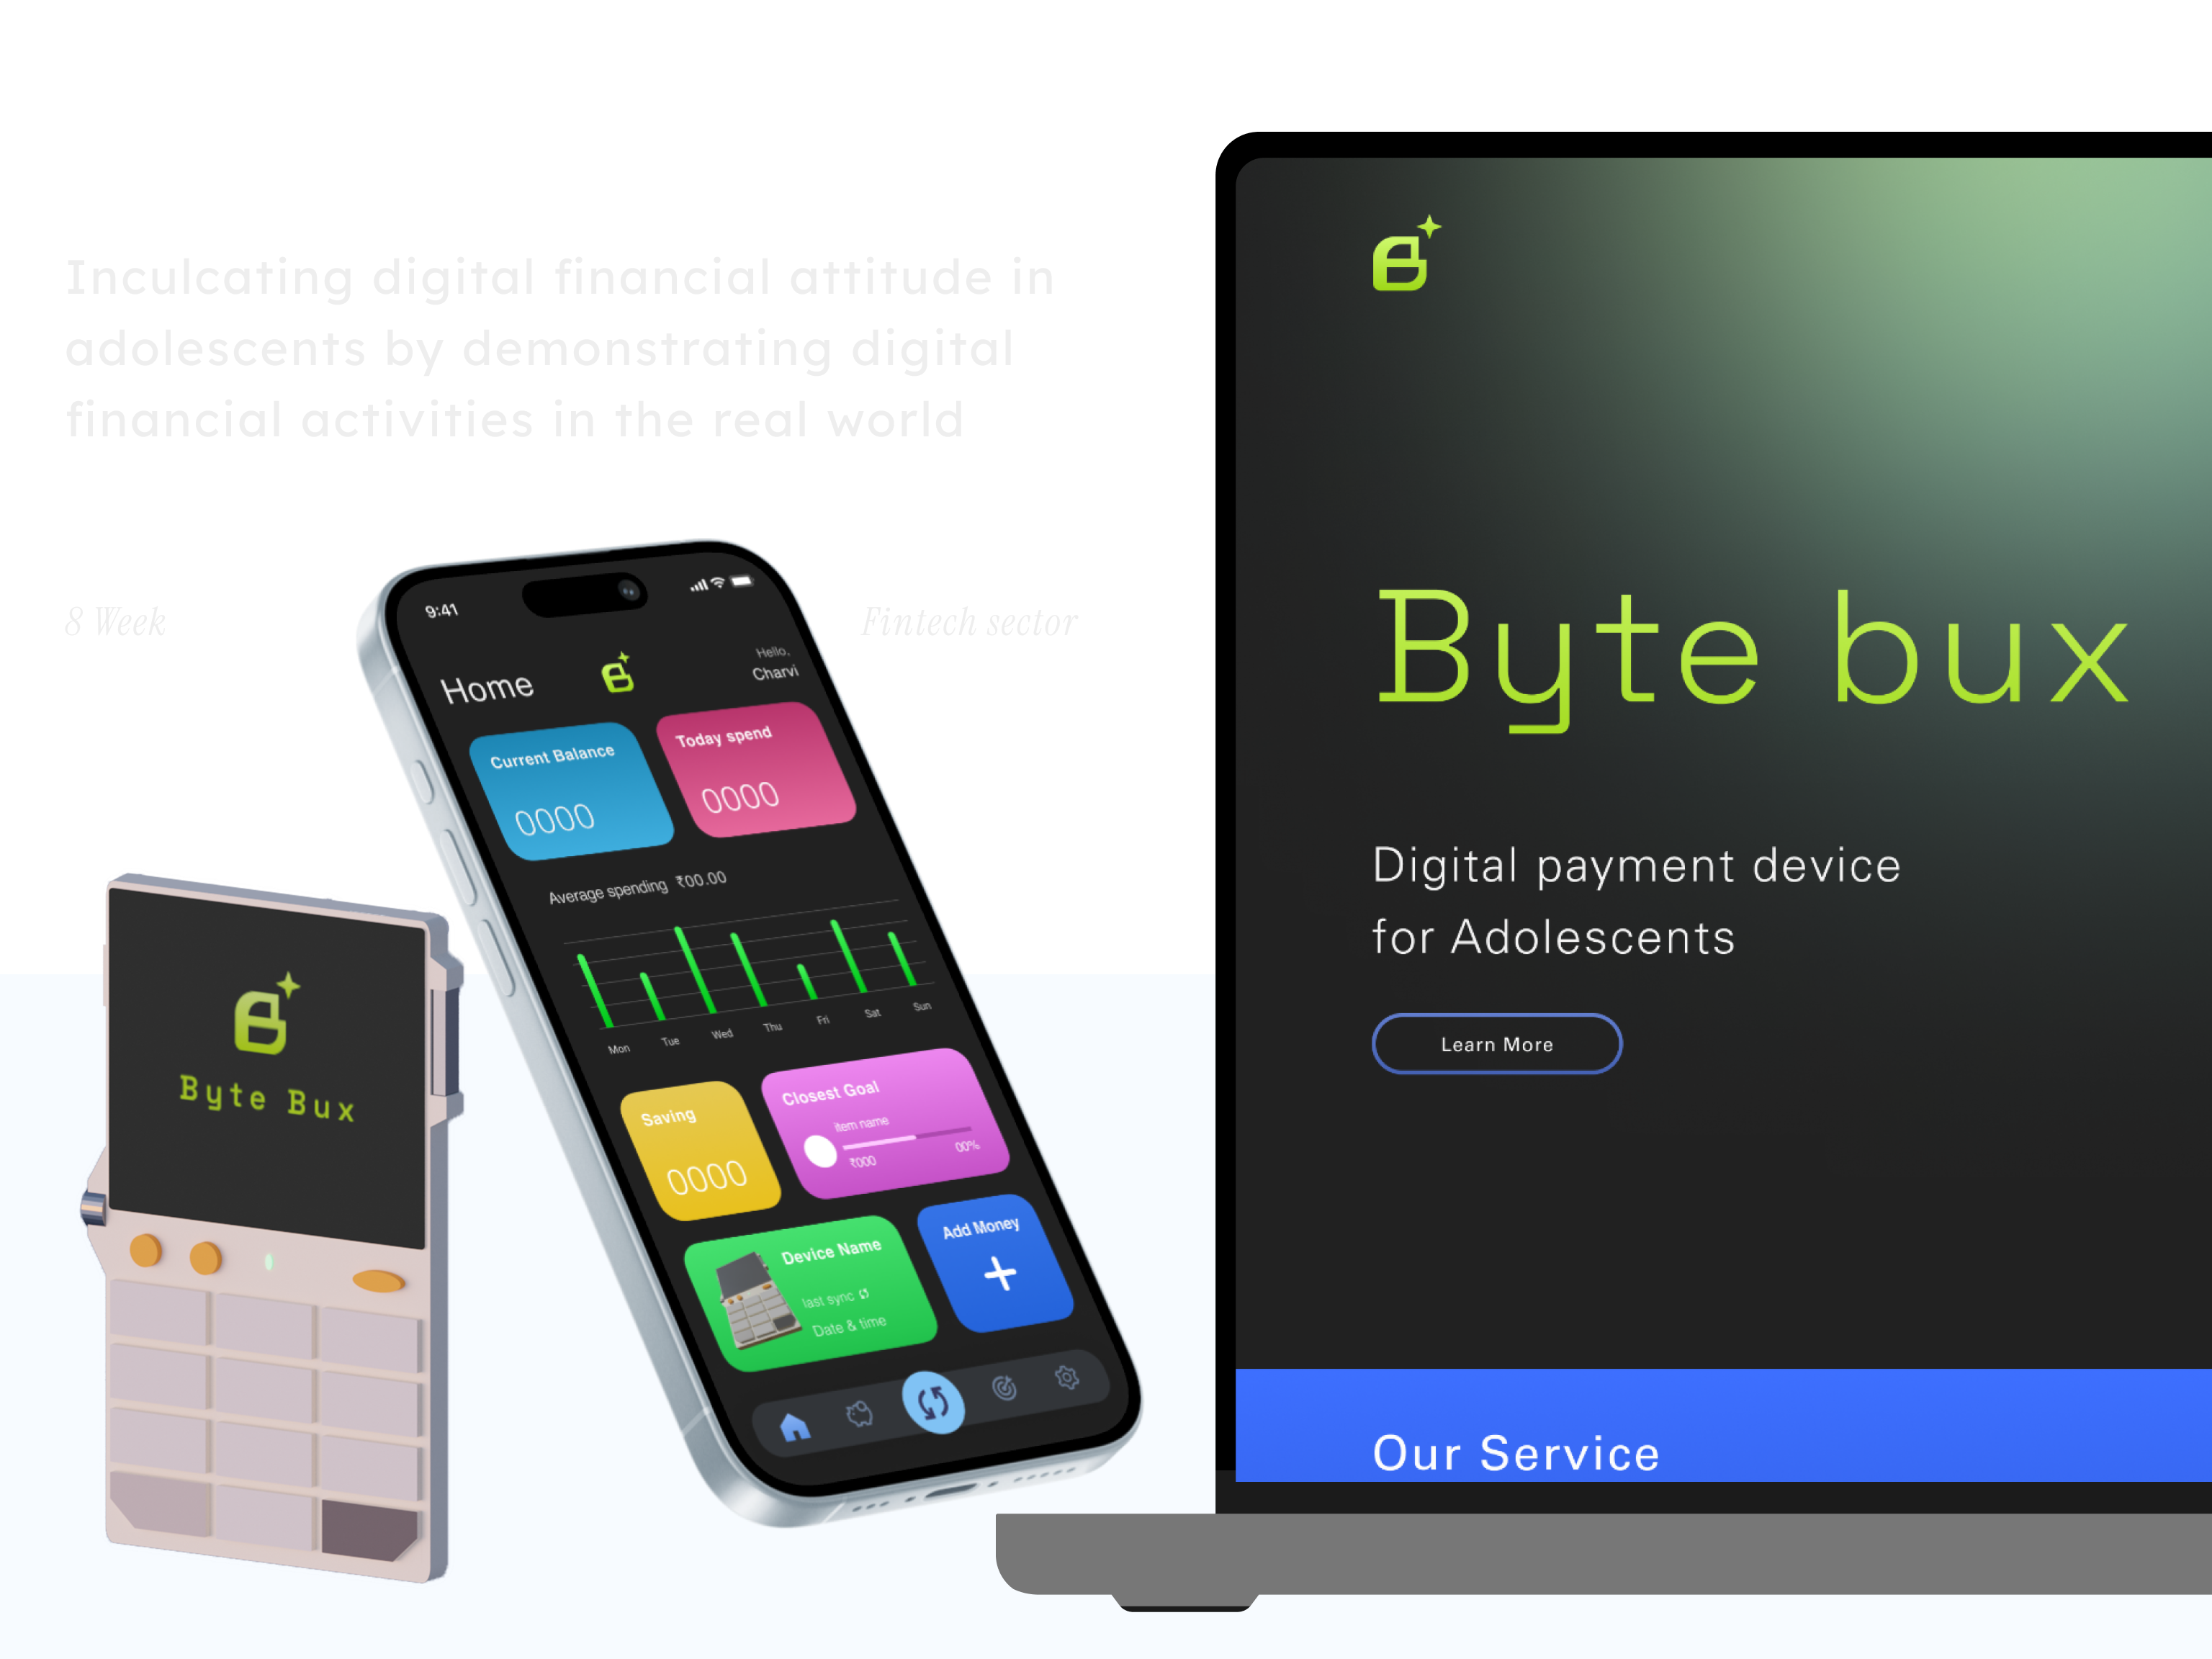 Inculcating digital financial attitude in
adolescents by demonstrating digital
financial activities in the real world
8 Week
Fintech sector
9:41
Home
Hello,
Charvi
Current Balance
0000
Today spend
0000
Average spending ₹00.00
Mon Tue Wed Thu Fri Sat Sun
Saving
0000
Closest Goal
item name
₹000
00%
Device Name
last sync
Date & time
Add Money
Byte Bux
Byte bux
Digital payment device
for Adolescents
Learn More
Our Service